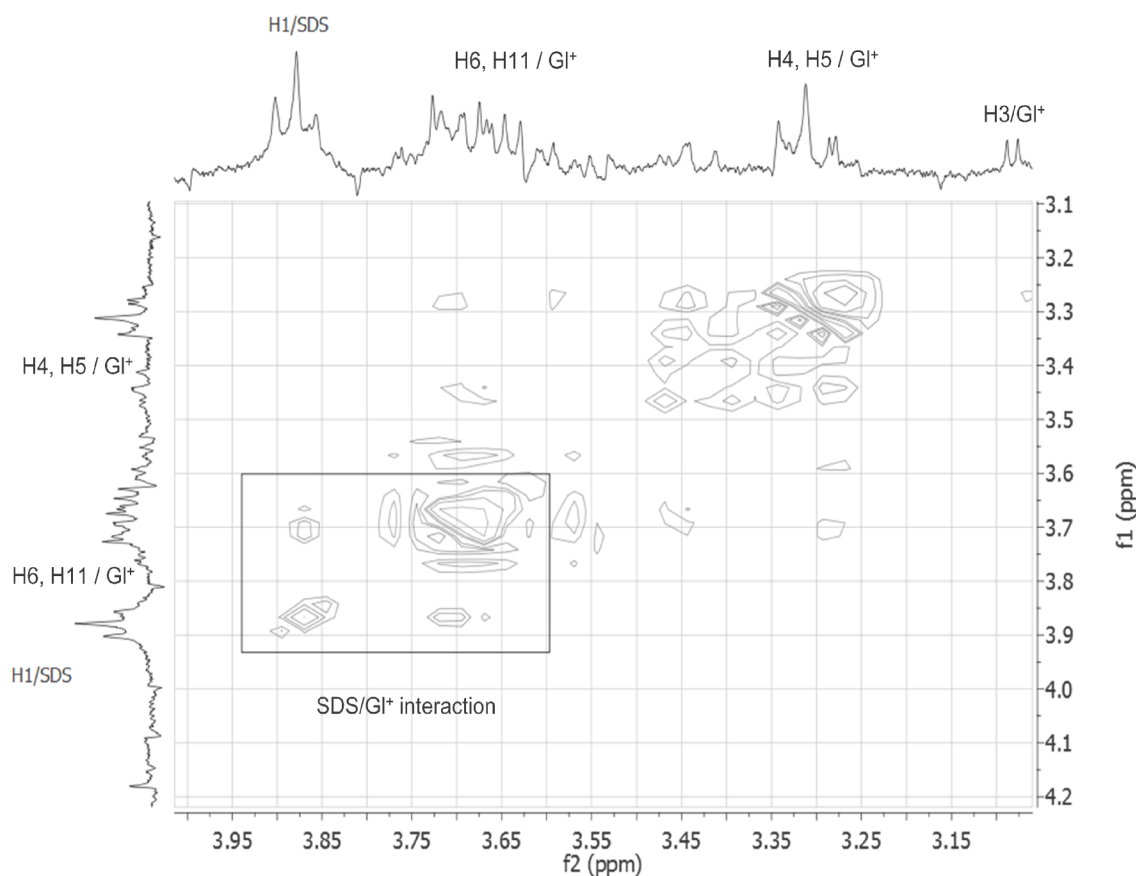 H1/SDS
H6, H11 / Gl⁺
H4, H5 / Gl⁺
H3/Gl⁺
H4, H5 / Gl⁺
H6, H11 / Gl⁺
H1/SDS
SDS/Gl⁺ interaction
3.1
3.2
3.3
3.4
3.5
3.6
3.7
3.8
3.9
4.0
4.1
4.2
f1 (ppm)
3.95 3.85 3.75 3.65 3.55 3.45 3.35 3.25 3.15
f2 (ppm)